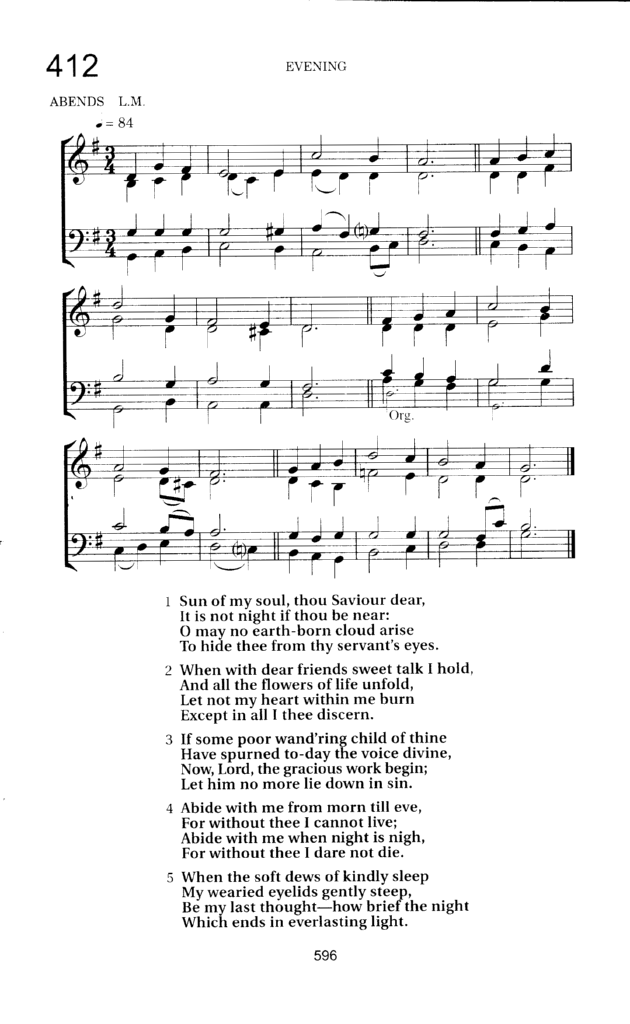 412
EVENING
ABENDS L.M.
= 84
Org.
1 Sun of my soul, thou Saviour dear,
It is not night if thou be near:
O may no earth-born cloud arise
To hide thee from thy servant's eyes.
2 When with dear friends sweet talk I hold,
And all the flowers of life unfold,
Let not my heart within me burn
Except in all I thee discern.
3 If some poor wand'ring child of thine
Have spurned to-day the voice divine,
Now, Lord, the gracious work begin;
Let him no more lie down in sin.
4 Abide with me from morn till eve,
For without thee I cannot live;
Abide with me when night is nigh,
For without thee I dare not die.
5 When the soft dews of kindly sleep
My wearied eyelids gently steep,
Be my last thought—how brief the night
Which ends in everlasting light.
596